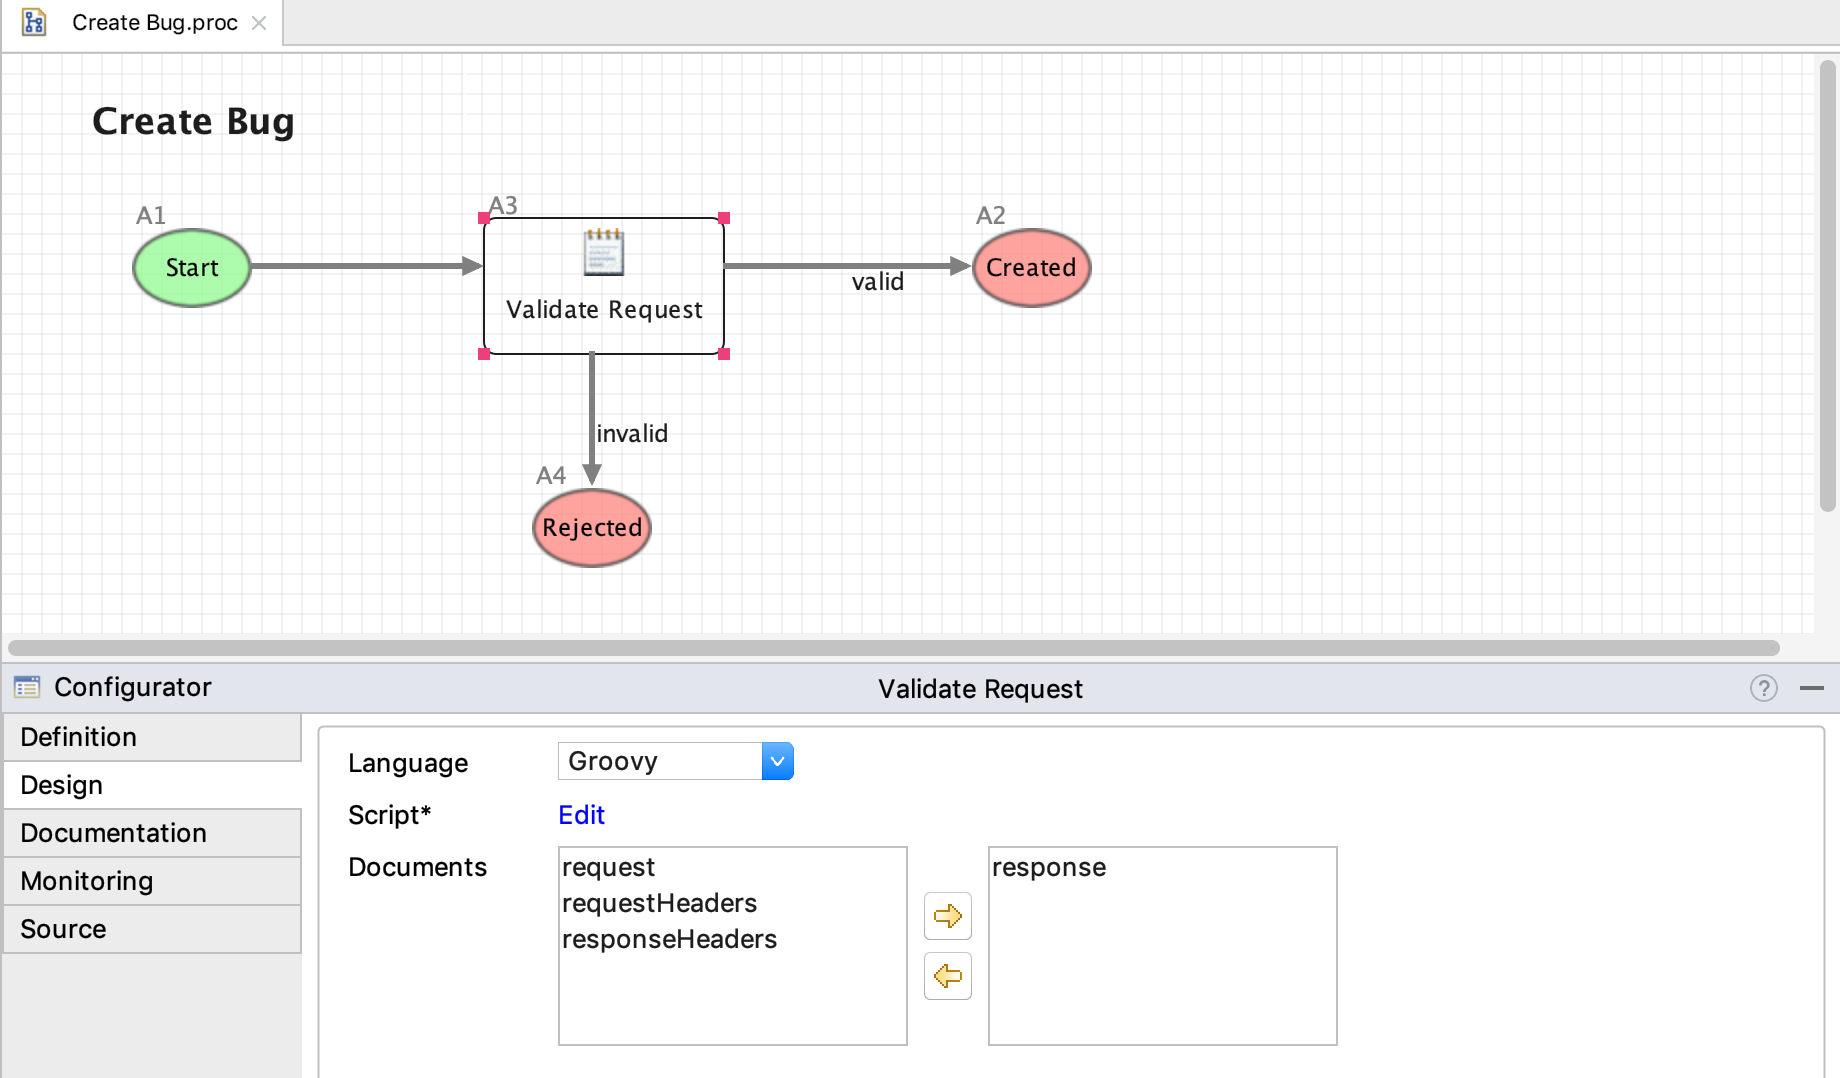 Create Bug.proc
Create Bug
A1
A3
A2
Start
Validate Request
valid
Created
invalid
A4
Rejected
Configurator
Validate Request
?
Definition
Design
Documentation
Monitoring
Source
Language
Groovy
Script*
Edit
Documents
request
requestHeaders
responseHeaders
response